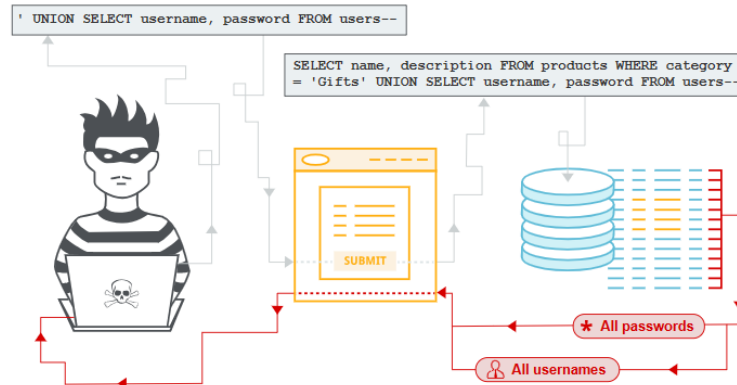 ' UNION SELECT username, password FROM users--
SELECT name, description FROM products WHERE category
= 'Gifts' UNION SELECT username, password FROM users--
SUBMIT
* All passwords
All usernames